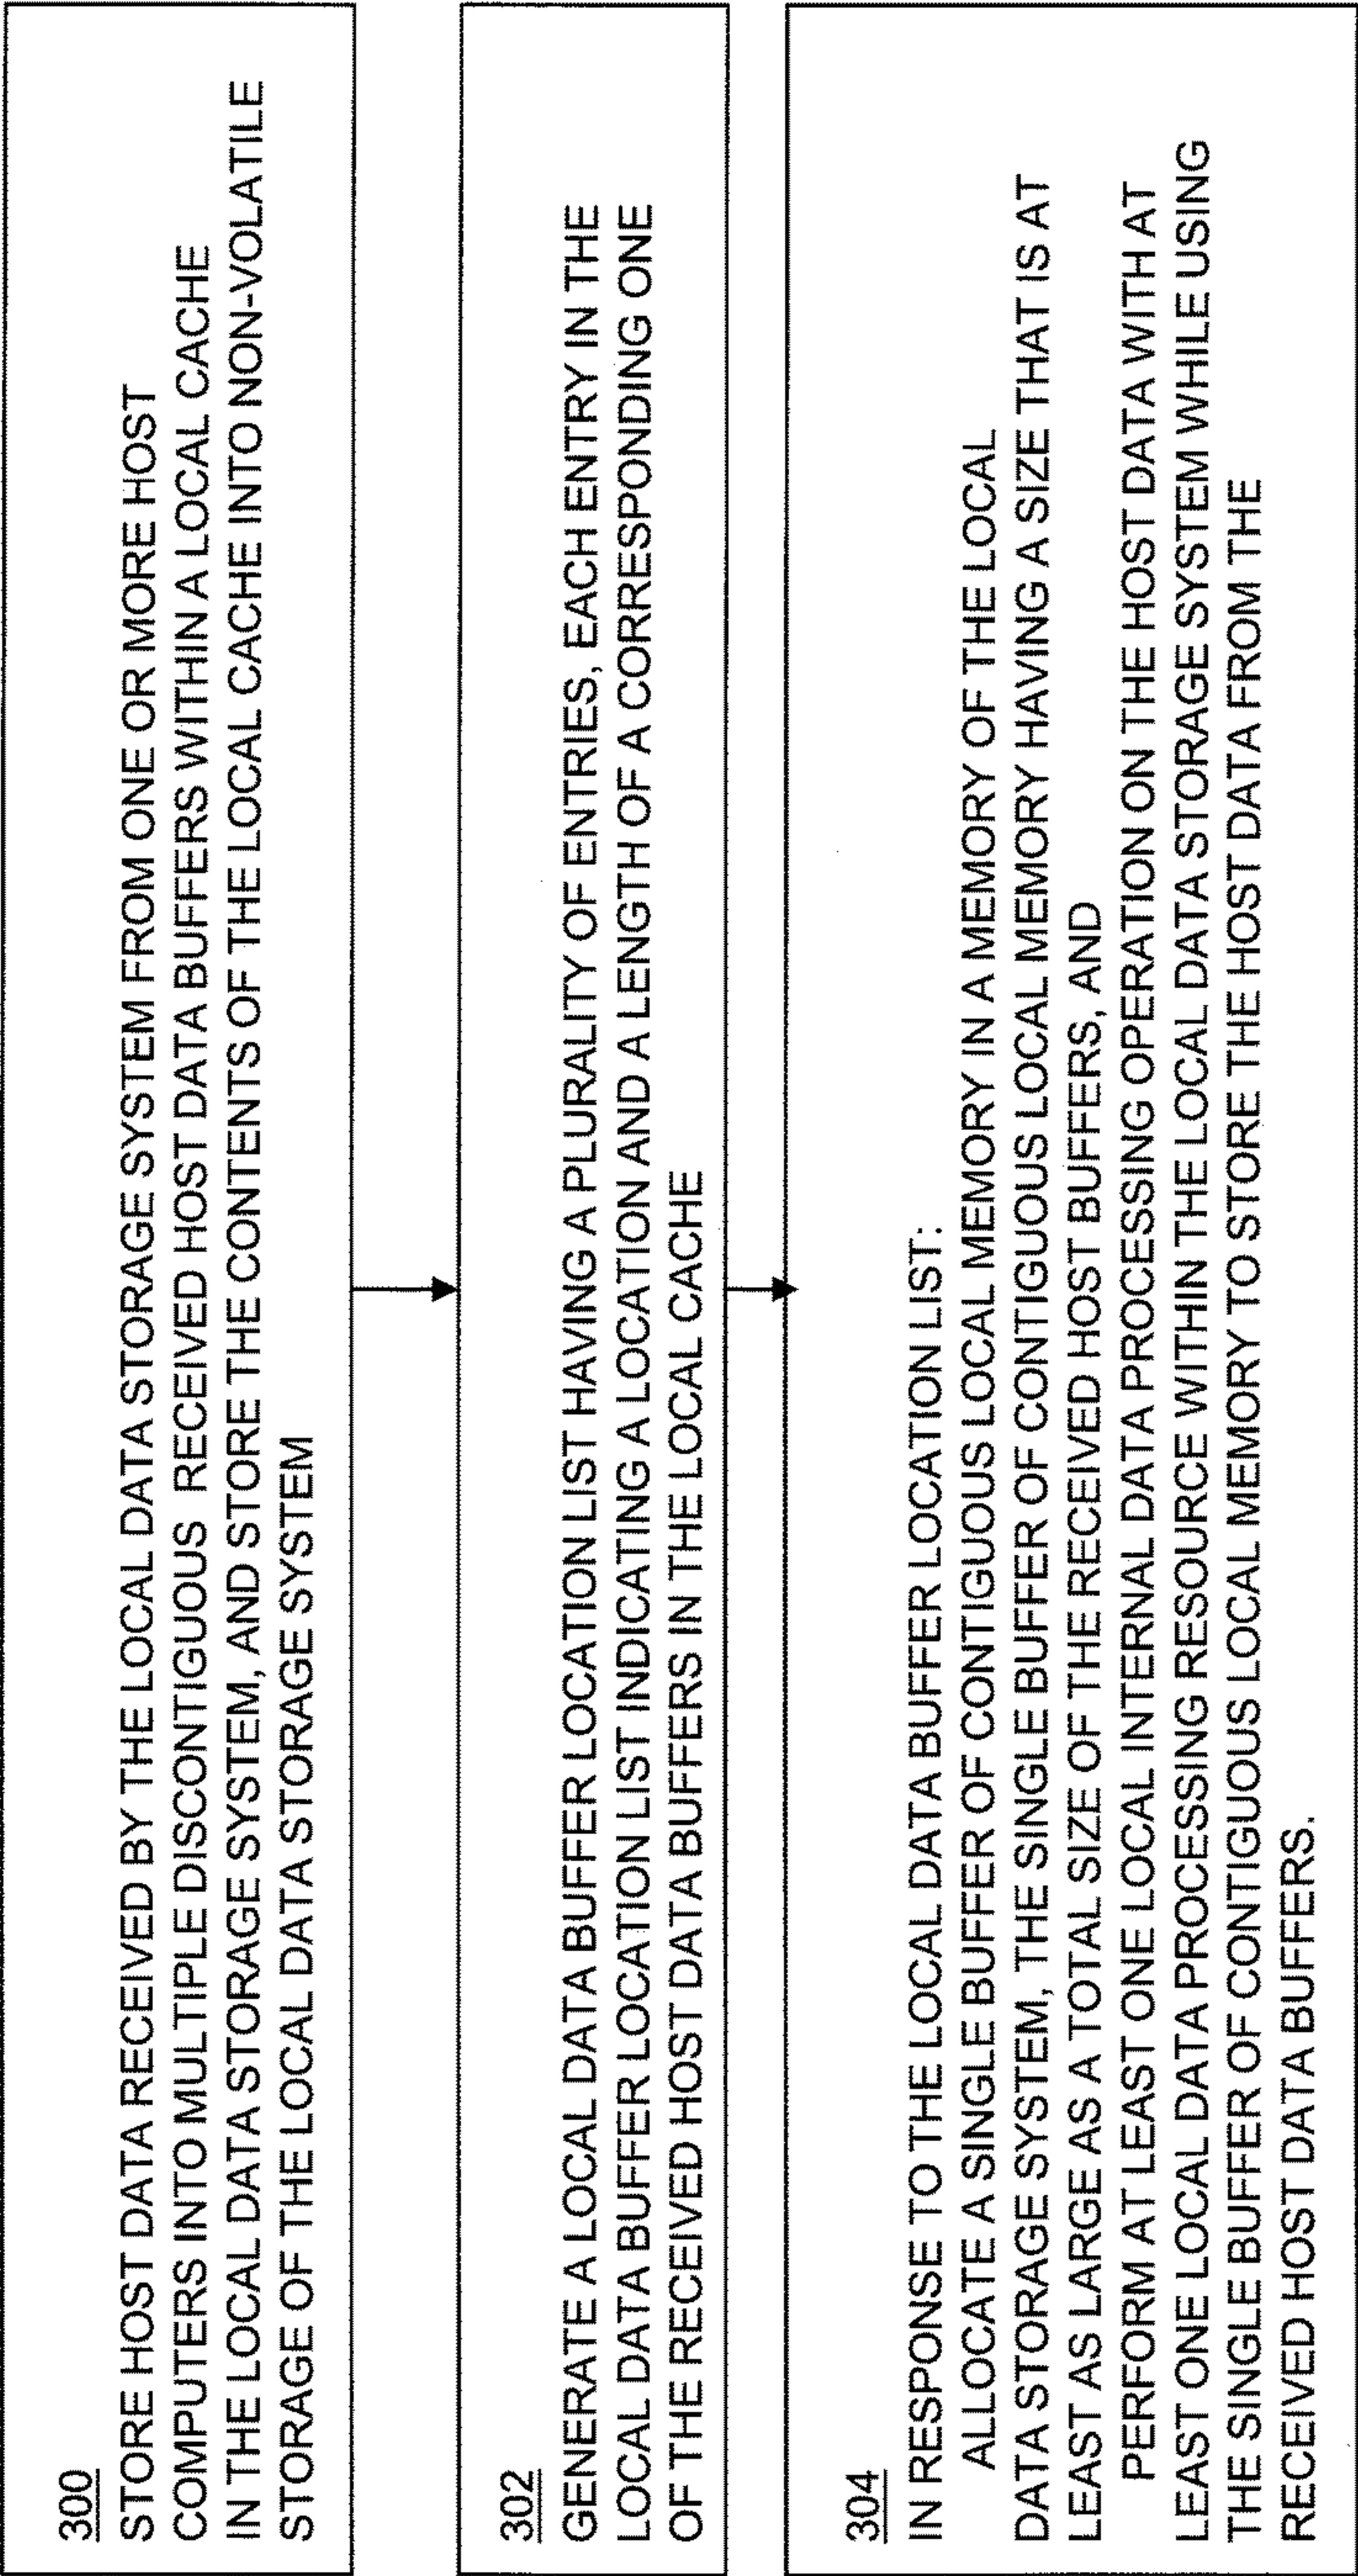 300
STORE HOST DATA RECEIVED BY THE LOCAL DATA STORAGE SYSTEM FROM ONE OR MORE HOST
COMPUTERS INTO MULTIPLE DISCONTIGUOUS RECEIVED HOST DATA BUFFERS WITHIN A LOCAL CACHE
IN THE LOCAL DATA STORAGE SYSTEM, AND STORE THE CONTENTS OF THE LOCAL CACHE INTO NON-VOLATILE
STORAGE OF THE LOCAL DATA STORAGE SYSTEM
302
GENERATE A LOCAL DATA BUFFER LOCATION LIST HAVING A PLURALITY OF ENTRIES, EACH ENTRY IN THE
LOCAL DATA BUFFER LOCATION LIST INDICATING A LOCATION AND A LENGTH OF A CORRESPONDING ONE
OF THE RECEIVED HOST DATA BUFFERS IN THE LOCAL CACHE
304
IN RESPONSE TO THE LOCAL DATA BUFFER LOCATION LIST:
ALLOCATE A SINGLE BUFFER OF CONTIGUOUS LOCAL MEMORY IN A MEMORY OF THE LOCAL
DATA STORAGE SYSTEM, THE SINGLE BUFFER OF CONTIGUOUS LOCAL MEMORY HAVING A SIZE THAT IS AT
LEAST AS LARGE AS A TOTAL SIZE OF THE RECEIVED HOST BUFFERS, AND
PERFORM AT LEAST ONE LOCAL INTERNAL DATA PROCESSING OPERATION ON THE HOST DATA WITH AT
LEAST ONE LOCAL DATA PROCESSING RESOURCE WITHIN THE LOCAL DATA STORAGE SYSTEM WHILE USING
THE SINGLE BUFFER OF CONTIGUOUS LOCAL MEMORY TO STORE THE HOST DATA FROM THE
RECEIVED HOST DATA BUFFERS.